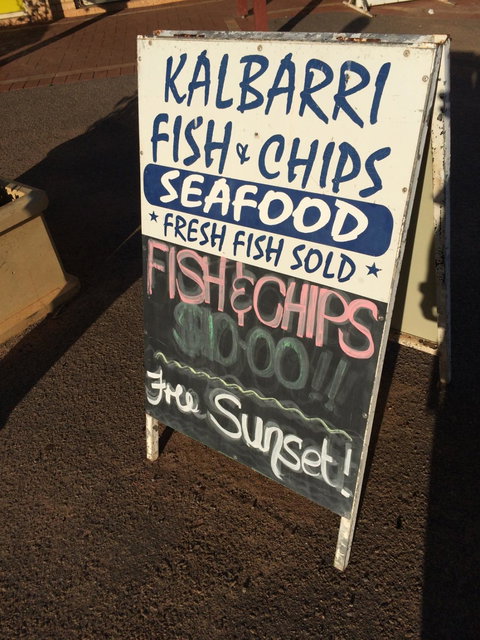 KALBARRI
FISH & CHIPS
SEAFOOD
★ FRESH FISH SOLD ★
FISH & CHIPS
$10.00!!
Free Sunset!